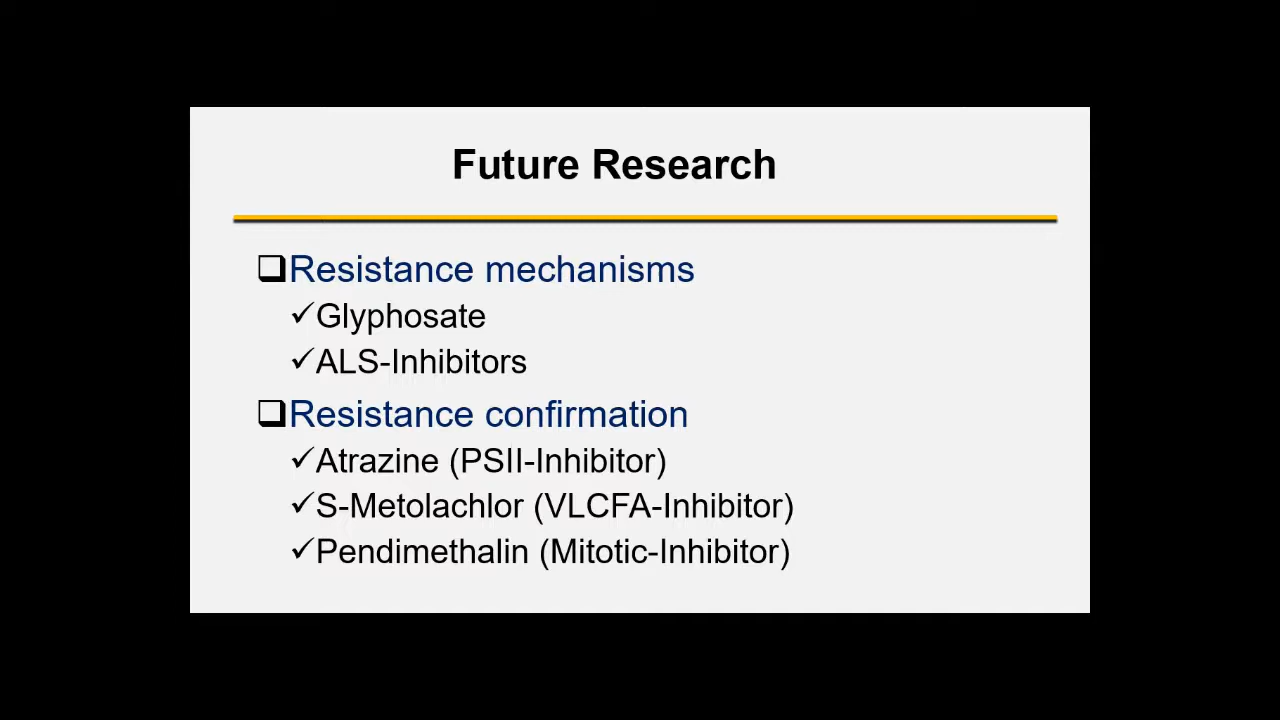 Future Research
❑Resistance mechanisms
✓Glyphosate
✓ALS-Inhibitors
❑Resistance confirmation
✓Atrazine (PSII-Inhibitor)
✓S-Metolachlor (VLCFA-Inhibitor)
✓Pendimethalin (Mitotic-Inhibitor)